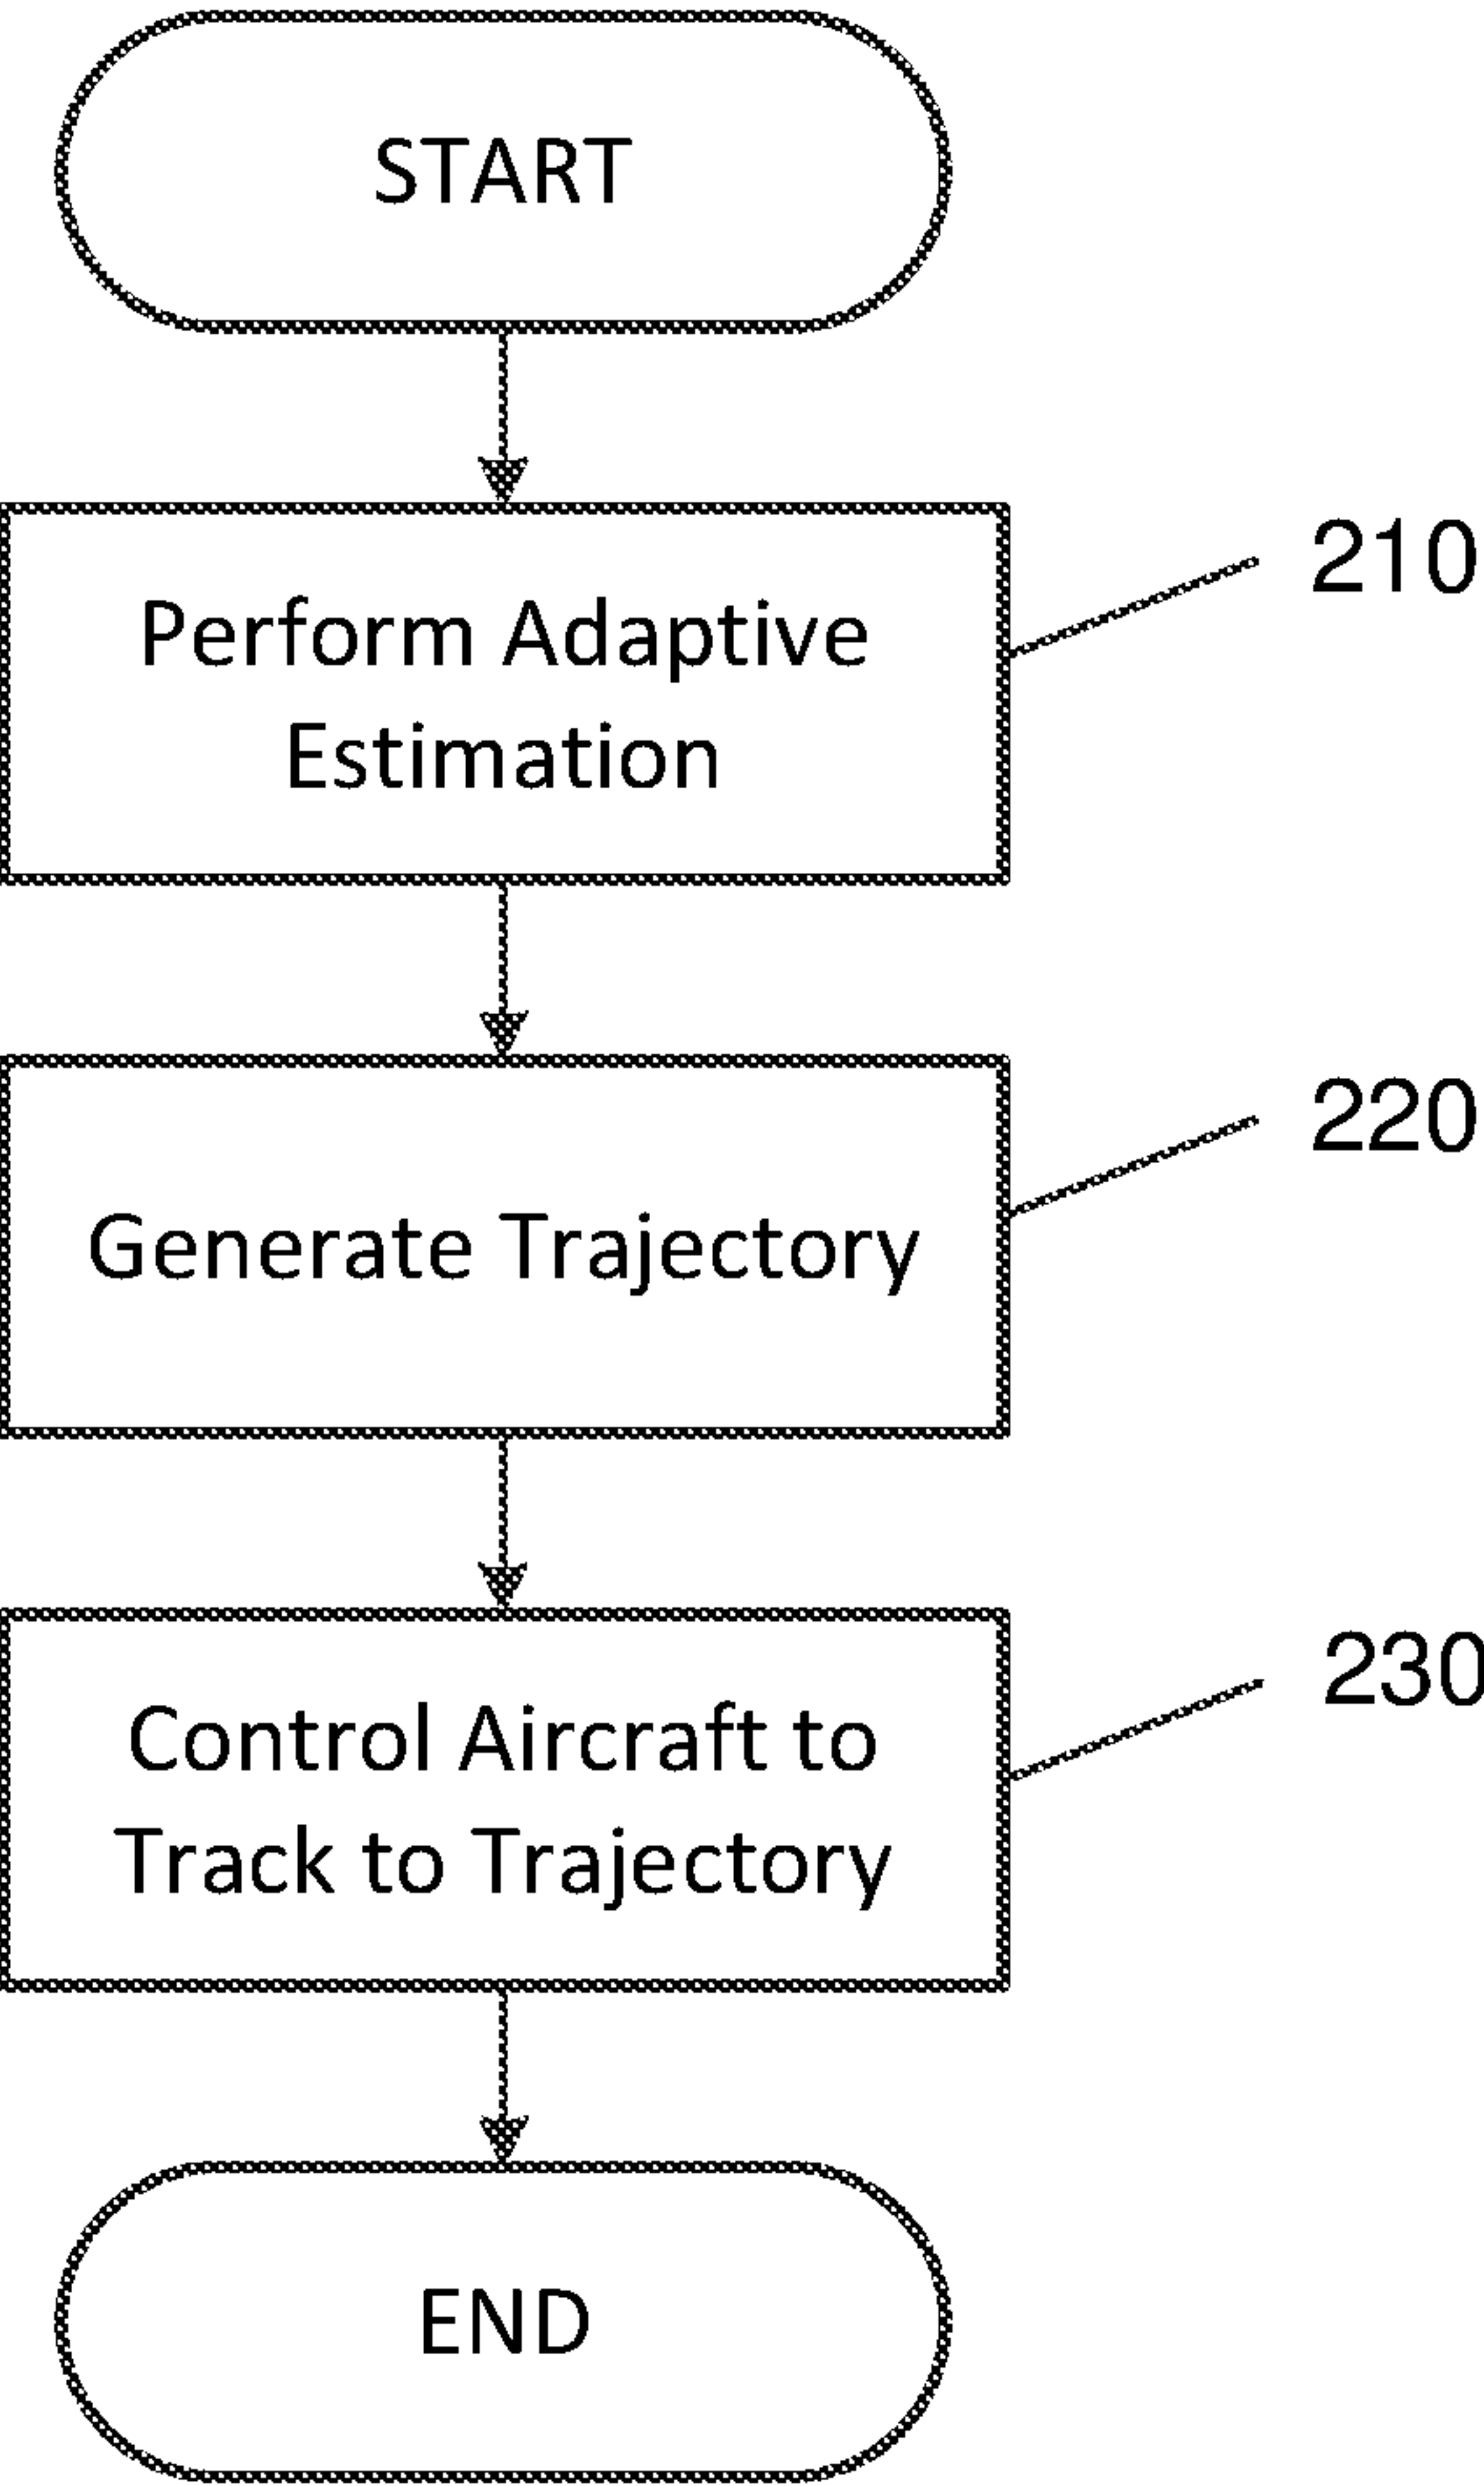 START
Perform Adaptive
Estimation
210
Generate Trajectory
220
Control Aircraft to
Track to Trajectory
230
END